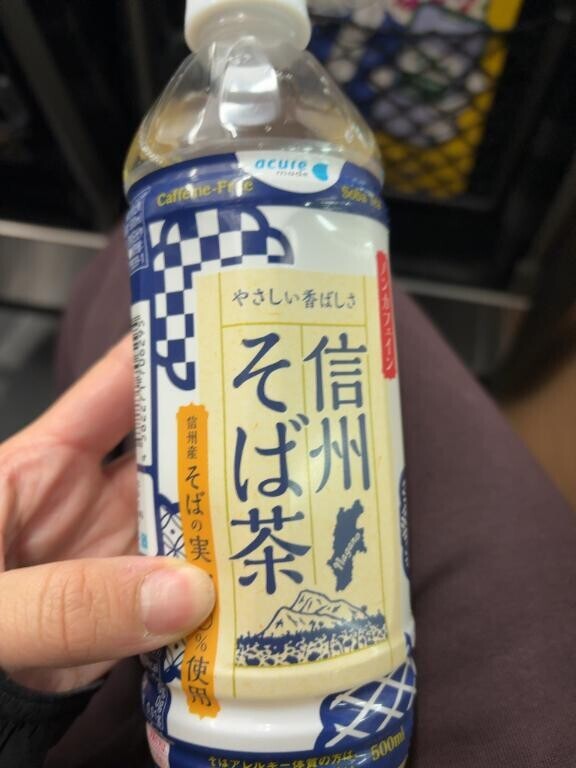 acure
made
Caffeine-Free
Soba Tea
やさしい香ばしさ
ノンカフェイン
信州
そば茶
Nagano
信州産
そばの実
%使用
そばアレルギー体質の方は、
500ml